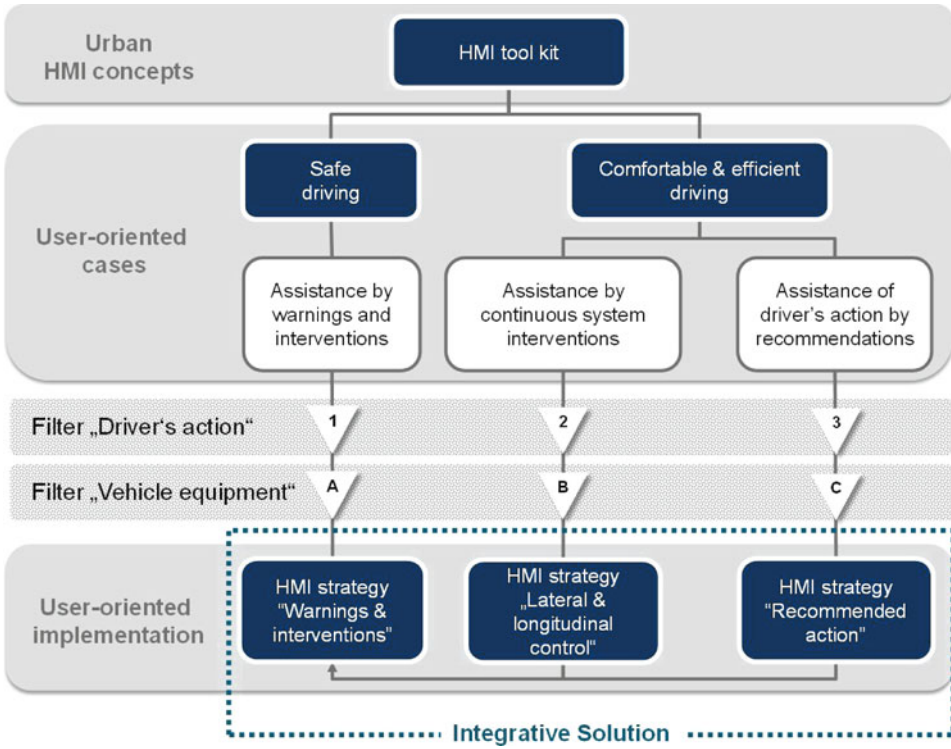 Urban
HMI concepts
HMI tool kit
User-oriented
cases
Safe
driving
Comfortable & efficient
driving
Assistance by
warnings and
interventions
Assistance by
continuous system
interventions
Assistance of
driver's action by
recommendations
Filter „Driver's action“
1
2
3
Filter „Vehicle equipment“
A
B
C
User-oriented
implementation
HMI strategy
"Warnings &
interventions"
HMI strategy
„Lateral &
longitudinal
control“
HMI strategy
"Recommended
action"
Integrative Solution